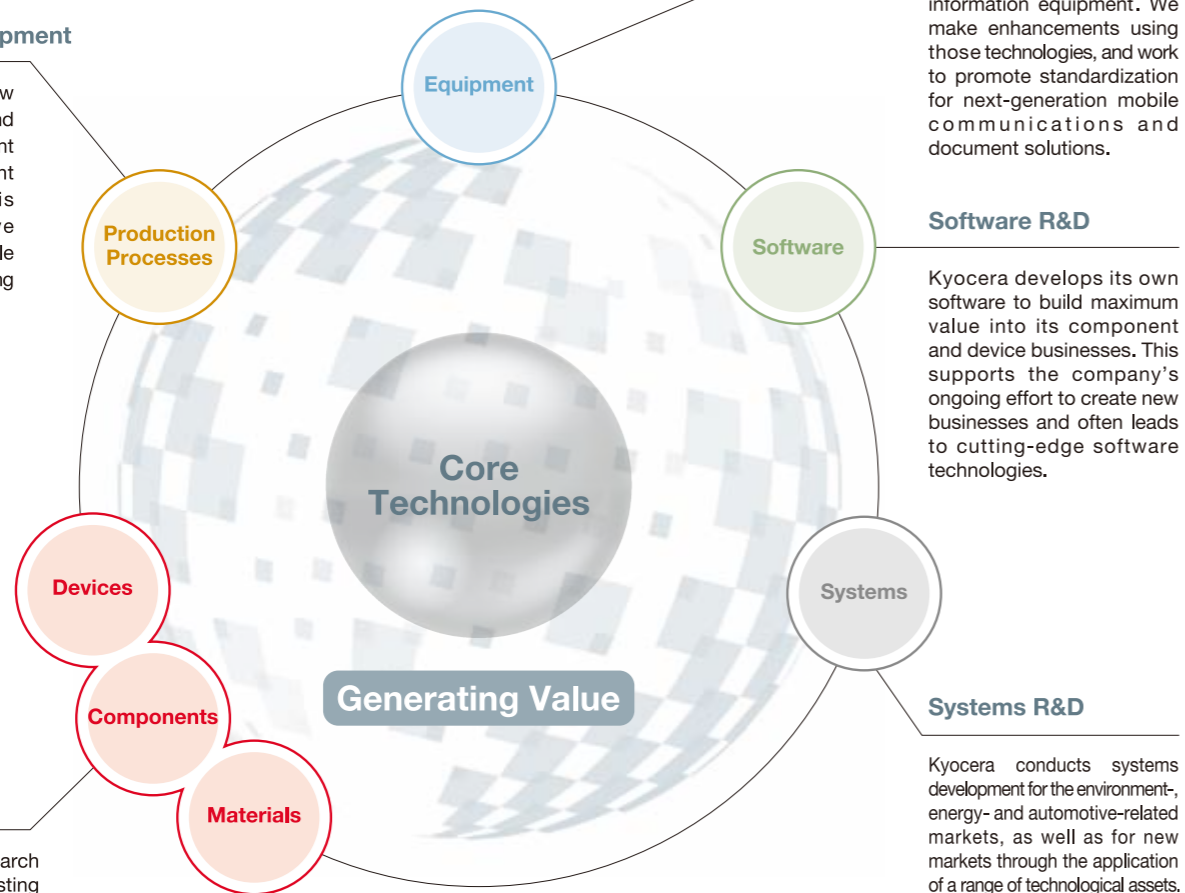 information equipment. We
make enhancements using
those technologies, and work
to promote standardization
for next-generation mobile
communications and
document solutions.
Equipment
Production
Processes
Software
Software R&D
Kyocera develops its own
software to build maximum
value into its component
and device businesses. This
supports the company's
ongoing effort to create new
businesses and often leads
to cutting-edge software
technologies.
Core
Technologies
Devices
Systems
Generating Value
Components
Materials
Systems R&D
Kyocera conducts systems
development for the environment-,
energy- and automotive-related
markets, as well as for new
markets through the application
of a range of technological assets.